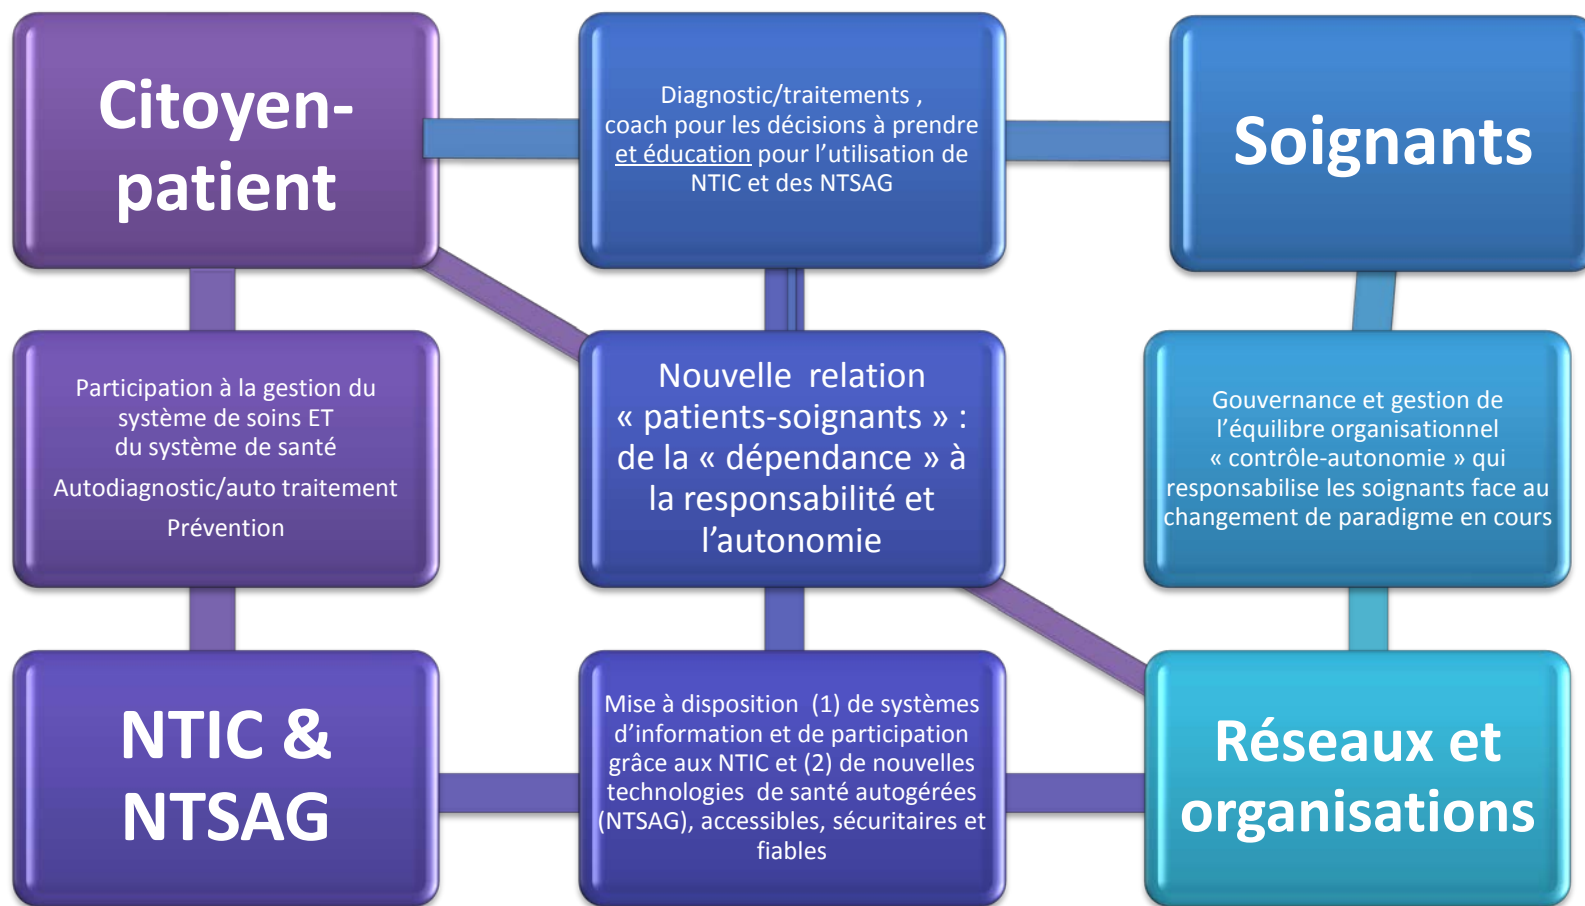 Citoyen-
patient
Diagnostic/traitements ,
coach pour les décisions à prendre
et éducation pour l’utilisation de
NTIC et des NTSAG
Soignants
Participation à la gestion du
système de soins ET
du système de santé
Autodiagnostic/auto traitement
Prévention
Nouvelle relation
« patients-soignants » :
de la « dépendance » à
la responsabilité et
l’autonomie
Gouvernance et gestion de
l’équilibre organisationnel
« contrôle-autonomie » qui
responsabilise les soignants face au
changement de paradigme en cours
NTIC &
NTSAG
Mise à disposition (1) de systèmes
d’information et de participation
grâce aux NTIC et (2) de nouvelles
technologies de santé autogérées
(NTSAG), accessibles, sécuritaires et
fiables
Réseaux et
organisations